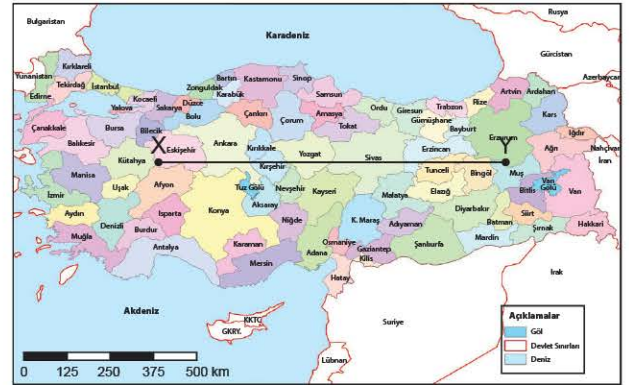 Bulgaristan
Rusya
Karadeniz
Gürcistan
Yunanistan
Kırklareli
Edirne
Tekirdağ
İstanbul
Kocaeli
Yalova
Sakarya
Düzce
Zonguldak
Bartın
Karabük
Kastamonu
Sinop
Samsun
Bolu
Çankırı
Çorum
Amasya
Tokat
Ordu
Giresun
Trabzon
Rize
Artvin
Ardahan
Azerbaycan
Kars
Gümüşhane
Bayburt
Erzurum
Iğdır
Nahçıvan
Çanakkale
Balıkesir
Bursa
Bilecik
X
Eskişehir
Ankara
Kırıkkale
Kırşehir
Yozgat
Sivas
Erzincan
Y
Ağrı
İran
Kütahya
Manisa
Uşak
Afyon
Tuz Gölü
Aksaray
Nevşehir
Kayseri
Malatya
Tunceli
Elazığ
Bingöl
Muş
Bitlis
Van
Gölü
Van
İzmir
Aydın
Denizli
Isparta
Konya
Niğde
K. Maraş
Adıyaman
Diyarbakır
Batman
Siirt
Şırnak
Hakkari
Muğla
Burdur
Antalya
Karaman
Mersin
Adana
Osmaniye
Gaziantep
Kilis
Şanlıurfa
Mardin
Hatay
Irak
Suriye
Akdeniz
KKTC
GKRY.
Lübnan
Açıklamalar
Göl
Devlet Sınırları
Deniz
0 125 250 375 500 km